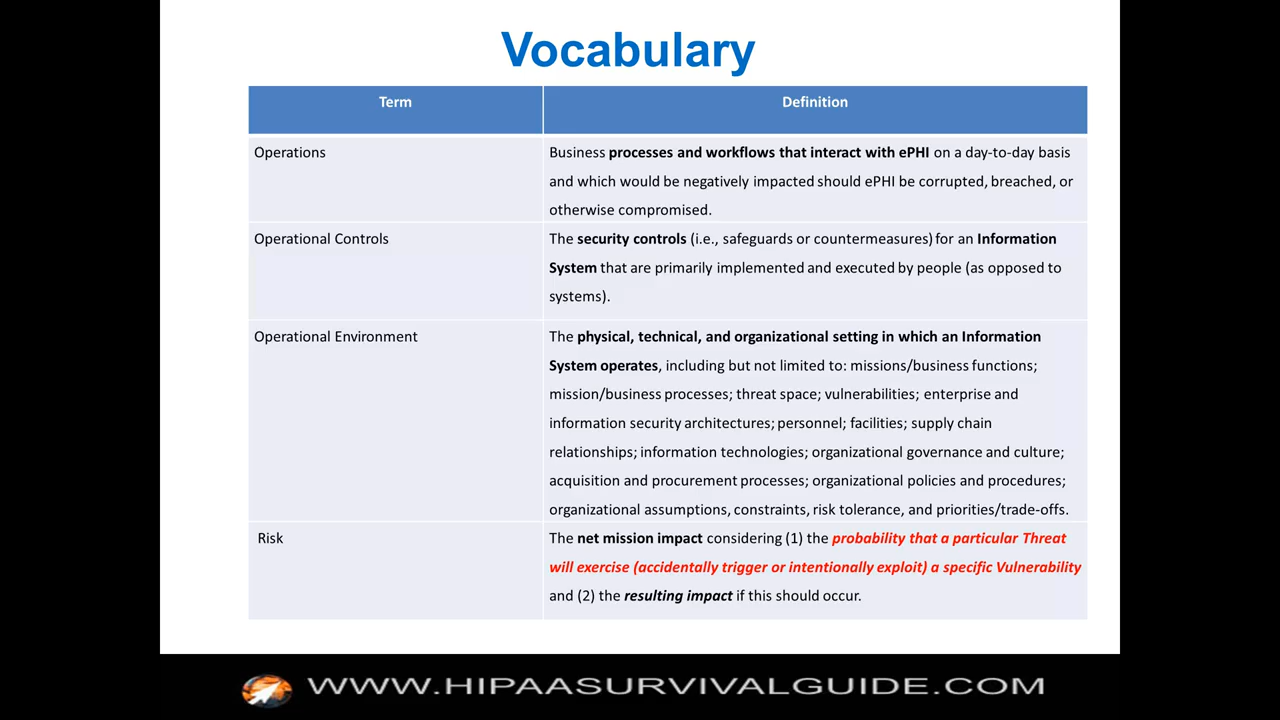 Vocabulary
Term
Definition
Operations
Business processes and workflows that interact with ePHI on a day-to-day basis
and which would be negatively impacted should ePHI be corrupted, breached, or
otherwise compromised.
Operational Controls
The security controls (i.e., safeguards or countermeasures) for an Information
System that are primarily implemented and executed by people (as opposed to
systems).
Operational Environment
The physical, technical, and organizational setting in which an Information
System operates, including but not limited to: missions/business functions;
mission/business processes; threat space; vulnerabilities; enterprise and
information security architectures; personnel; facilities; supply chain
relationships; information technologies; organizational governance and culture;
acquisition and procurement processes; organizational policies and procedures;
organizational assumptions, constraints, risk tolerance, and priorities/trade-offs.
Risk
The net mission impact considering (1) the probability that a particular Threat
will exercise (accidentally trigger or intentionally exploit) a specific Vulnerability
and (2) the resulting impact if this should occur.
WWW.HIPAASURVIVALGUIDE.COM